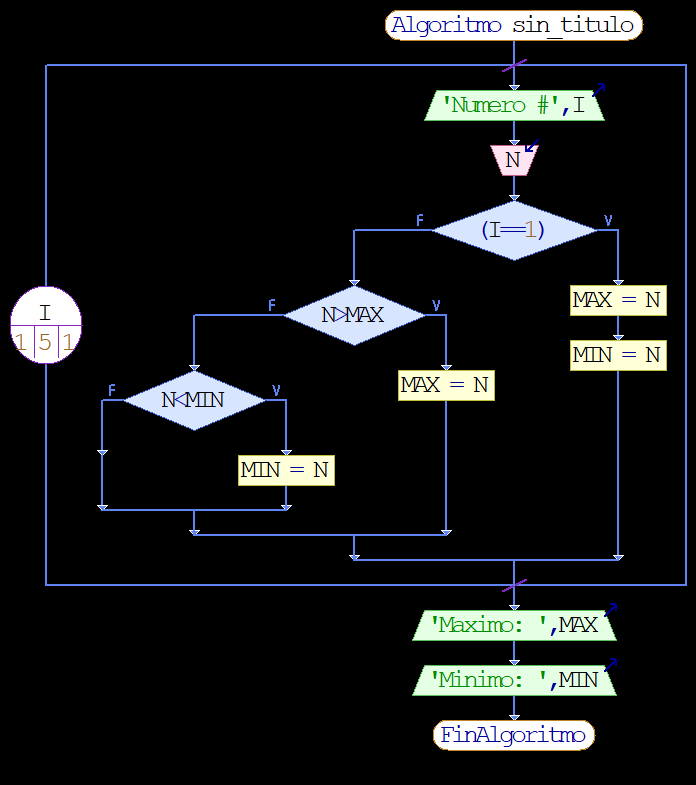 Algoritmo sin_titulo
'Numero #',I
N
F
(I==1)
V
I
1 5 1
F
N>MAX
V
MAX = N
MIN = N
F
N<MIN
V
MAX = N
MIN = N
'Maximo: ',MAX
'Minimo: ',MIN
FinAlgoritmo